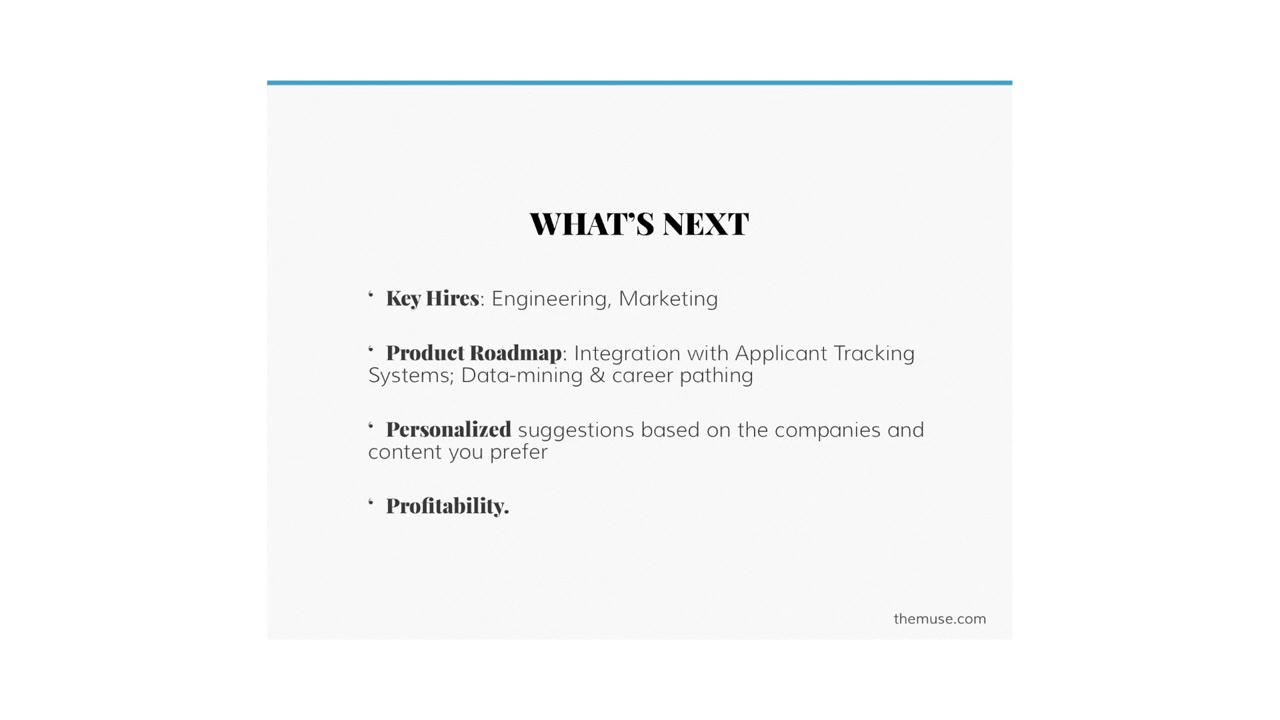 WHAT’S NEXT
‘ Key Hires: Engineering, Marketing
‘ Product Roadmap: Integration with Applicant Tracking
Systems; Data-mining & career pathing
‘ Personalized suggestions based on the companies and
content you prefer
‘ Profitability.
themuse.com